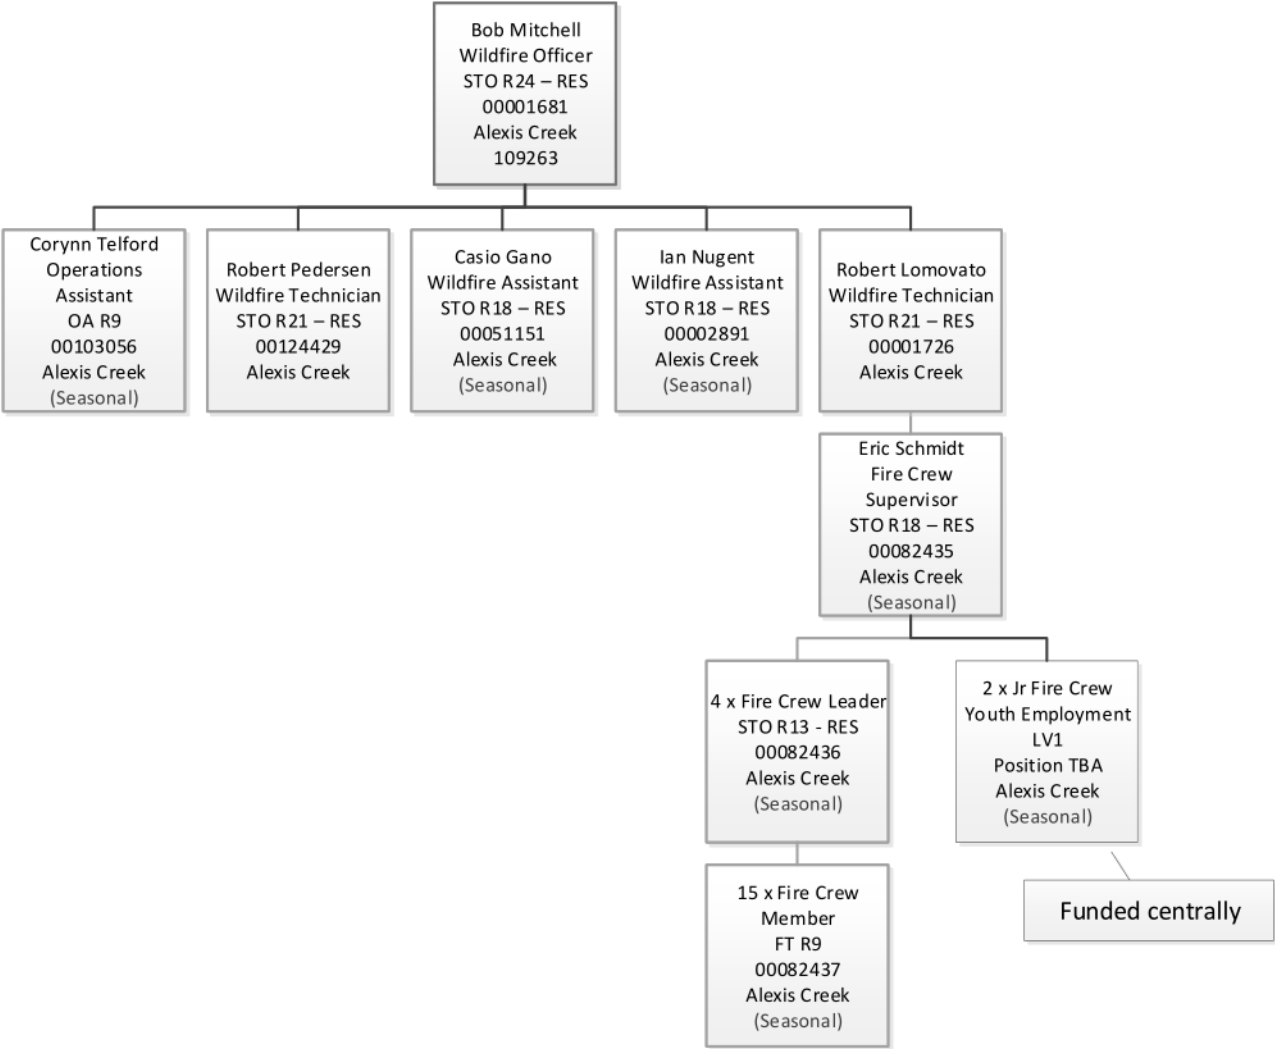 Bob Mitchell
Wildfire Officer
STO R24 – RES
00001681
Alexis Creek
109263
Corynn Telford
Operations
Assistant
OA R9
00103056
Alexis Creek
(Seasonal)
Robert Pedersen
Wildfire Technician
STO R21 – RES
00124429
Alexis Creek
Casio Gano
Wildfire Assistant
STO R18 – RES
00051151
Alexis Creek
(Seasonal)
Ian Nugent
Wildfire Assistant
STO R18 – RES
00002891
Alexis Creek
(Seasonal)
Robert Lomovato
Wildfire Technician
STO R21 – RES
00001726
Alexis Creek
Eric Schmidt
Fire Crew
Supervisor
STO R18 – RES
00082435
Alexis Creek
(Seasonal)
4 x Fire Crew Leader
STO R13 - RES
00082436
Alexis Creek
(Seasonal)
2 x Jr Fire Crew
Youth Employment
LV1
Position TBA
Alexis Creek
(Seasonal)
15 x Fire Crew
Member
FT R9
00082437
Alexis Creek
(Seasonal)
Funded centrally